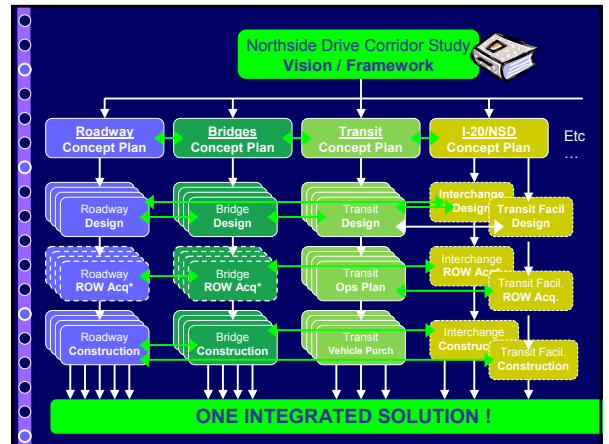 Northside Drive Corridor Study
Vision / Framework
Roadway
Concept Plan
Bridges
Concept Plan
Transit
Concept Plan
I-20/NSD
Concept Plan
Etc
...
Roadway
Design
Bridge
Design
Transit
Design
Interchange
Design
Transit Facil
Design
Roadway
ROW Acq*
Bridge
ROW Acq*
Transit
Ops Plan
Interchange
ROW Acq*
Transit Facil.
ROW Acq.
Roadway
Construction
Bridge
Construction
Transit
Vehicle Purch
Interchange
Construc
Transit Facil.
Construction
ONE INTEGRATED SOLUTION !